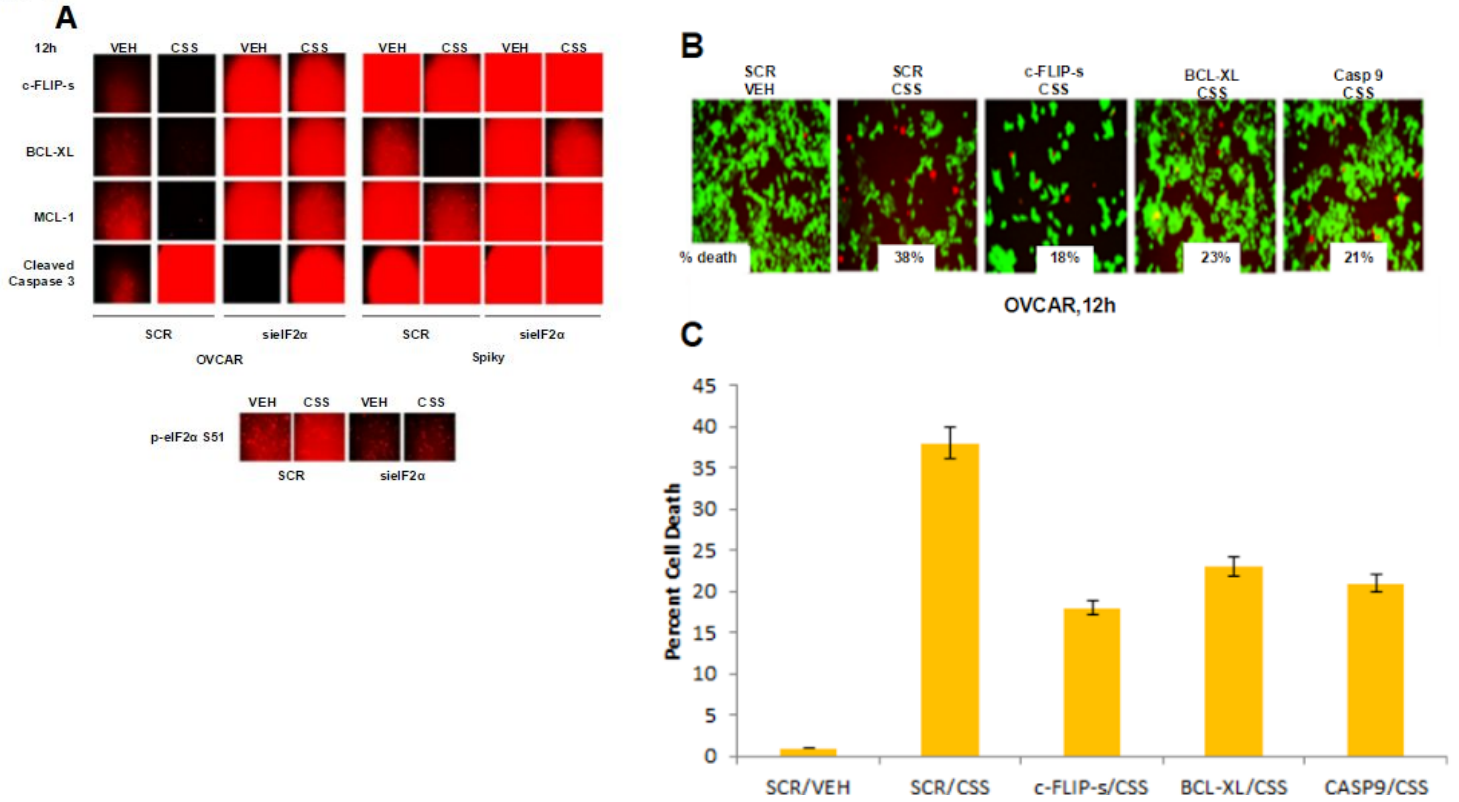 A
12h VEH CSS VEH CSS VEH CSS VEH CSS
c-FLIP-s
BCL-XL
MCL-1
Cleaved
Caspase 3
SCR sieIF2α SCR sieIF2α
OVCAR Spiky
VEH CSS VEH CSS
p-eIF2α S51
SCR sieIF2α
B
SCR
VEH
SCR
CSS
c-FLIP-s
CSS
BCL-XL
CSS
Casp 9
CSS
% death 38% 18% 23% 21%
OVCAR,12h
C
Percent Cell Death
45
40
35
30
25
20
15
10
5
0
SCR/VEH SCR/CSS c-FLIP-s/CSS BCL-XL/CSS CASP9/CSS